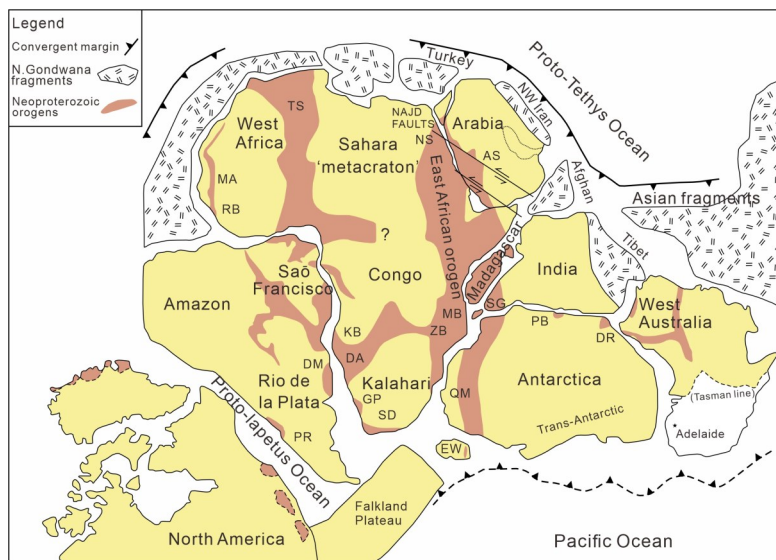 Legend
Convergent margin
N.Gondwana
fragments
Neoproterozoic
orogens
Turkey
Proto-Tethys Ocean
NW Iran
TS
West
Africa
NAJD
FAULTS
NS
Arabia
Sahara
'metacraton'
AS
MA
RB
East African orogen
Afghan
Asian fragments
?
Madagascar
Tibet
Saō
Francisco
Congo
India
Amazon
SG
West
Australia
KB
MB
ZB
PB
DR
DM
DA
Rio de
la Plata
Kalahari
GP
SD
QM
Antarctica
(Tasman line)
Proto-Iapetus Ocean
PR
Trans-Antarctic
Adelaide
EW
Falkland
Plateau
North America
Pacific Ocean